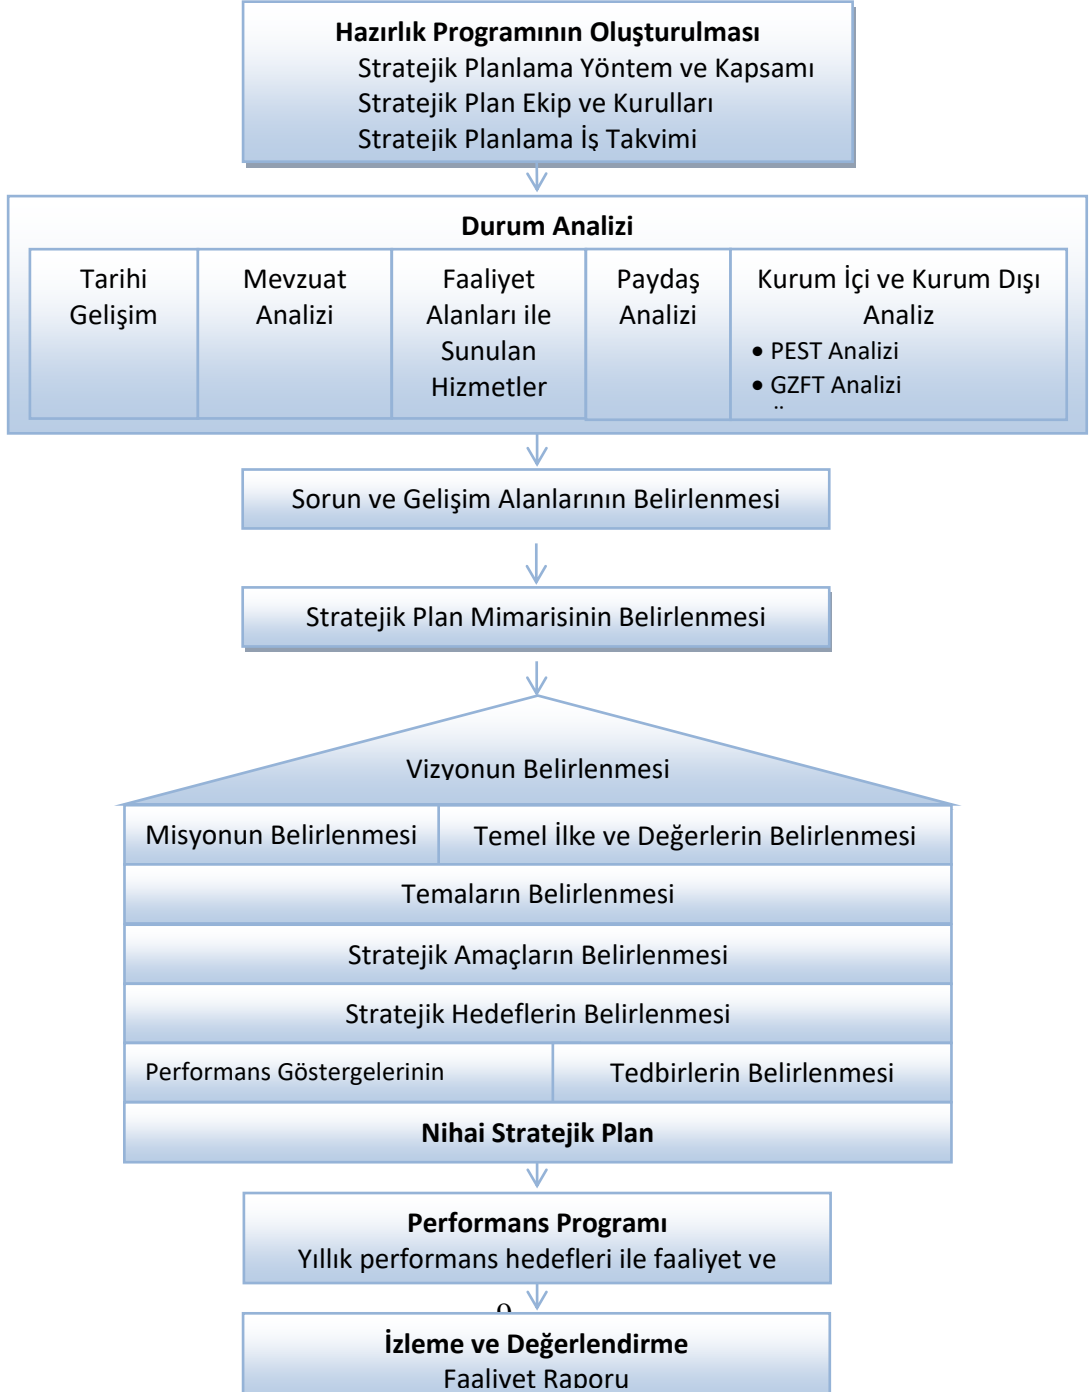 Hazırlık Programının Oluşturulması
Stratejik Planlama Yöntem ve Kapsamı
Stratejik Plan Ekip ve Kurulları
Stratejik Planlama İş Takvimi
Durum Analizi
Tarihi
Gelişim
Mevzuat
Analizi
Faaliyet
Alanları ile
Sunulan
Hizmetler
Paydaş
Analizi
Kurum İçi ve Kurum Dışı
Analiz
• PEST Analizi
• GZFT Analizi
Sorun ve Gelişim Alanlarının Belirlenmesi
Stratejik Plan Mimarisinin Belirlenmesi
Vizyonun Belirlenmesi
Misyonun Belirlenmesi
Temel İlke ve Değerlerin Belirlenmesi
Temaların Belirlenmesi
Stratejik Amaçların Belirlenmesi
Stratejik Hedeflerin Belirlenmesi
Performans Göstergelerinin
Tedbirlerin Belirlenmesi
Nihai Stratejik Plan
Performans Programı
Yıllık performans hedefleri ile faaliyet ve
İzleme ve Değerlendirme
Faaliyet Raporu